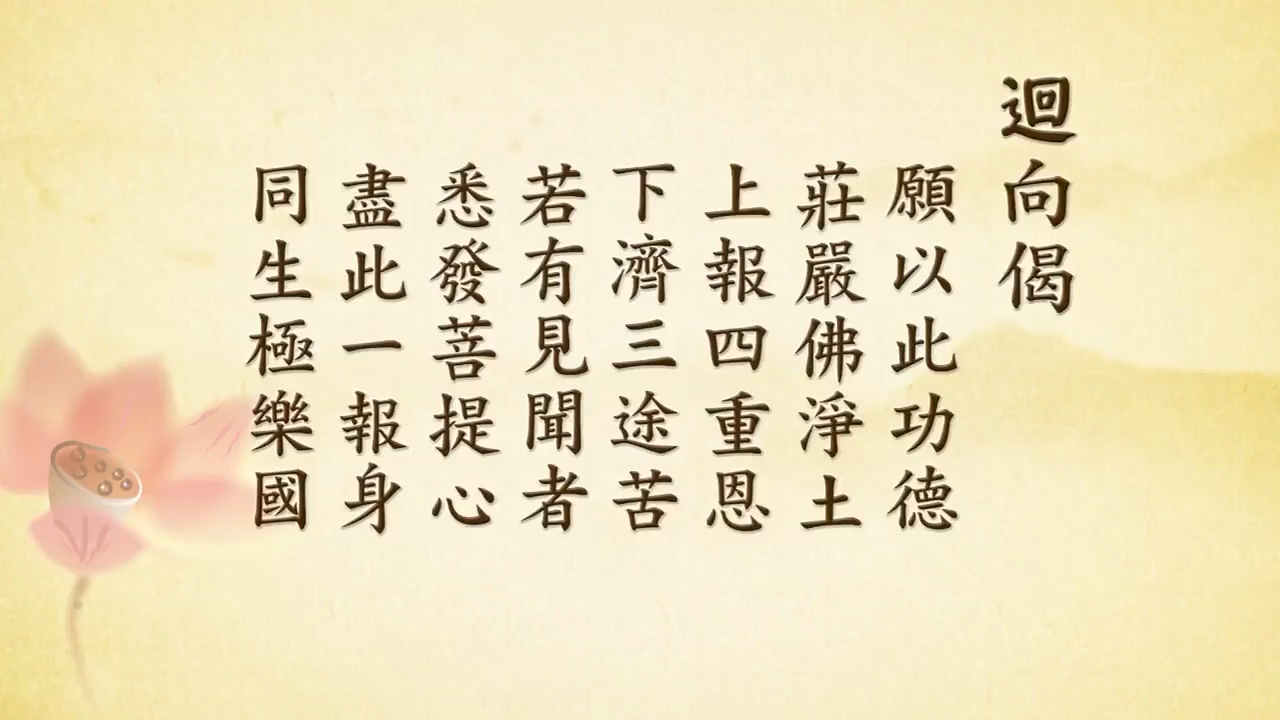 迴向偈
願以此功德
莊嚴佛淨土
上報四重恩
下濟三途苦
若有見聞者
悉發菩提心
盡此一報身
同生極樂國